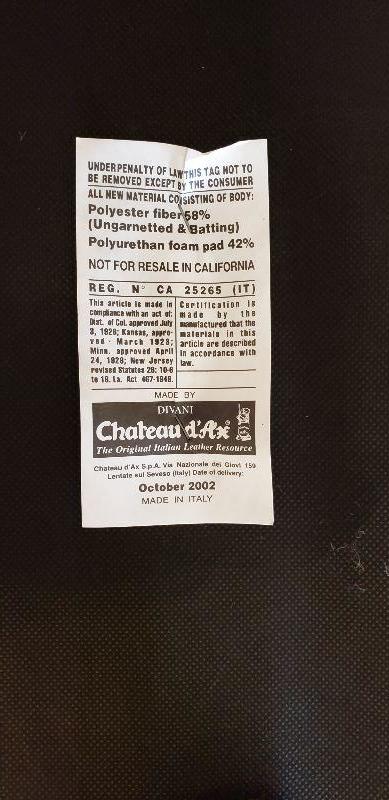 UNDER PENALTY OF LAW THIS TAG NOT TO
BE REMOVED EXCEPT BY THE CONSUMER
ALL NEW MATERIAL CONSISTING OF BODY:
Polyester fiber 58%
(Ungarnetted & Batting)
Polyurethan foam pad 42%
NOT FOR RESALE IN CALIFORNIA
REG. N° CA 25265 (IT)
This article is made in
compliance with an act of:
Dist. of Col. approved July
3, 1926; Kansas, appro-
ved - March 1923;
Minn. approved April
24, 1929; New Jersey
revised Statutes 26: 10-6
to 18. La. Act 467-1948.
Certification is
made by the
manufactured that the
materials in this
article are described
in accordance with
law.
MADE BY
DIVANI
Chateau d'Ax®
The Original Italian Leather Resource
Chateau d'Ax S.p.A. Via Nazionale dei Giovi 159
Lentate sul Seveso (Italy) Date of delivery:
October 2002
MADE IN ITALY